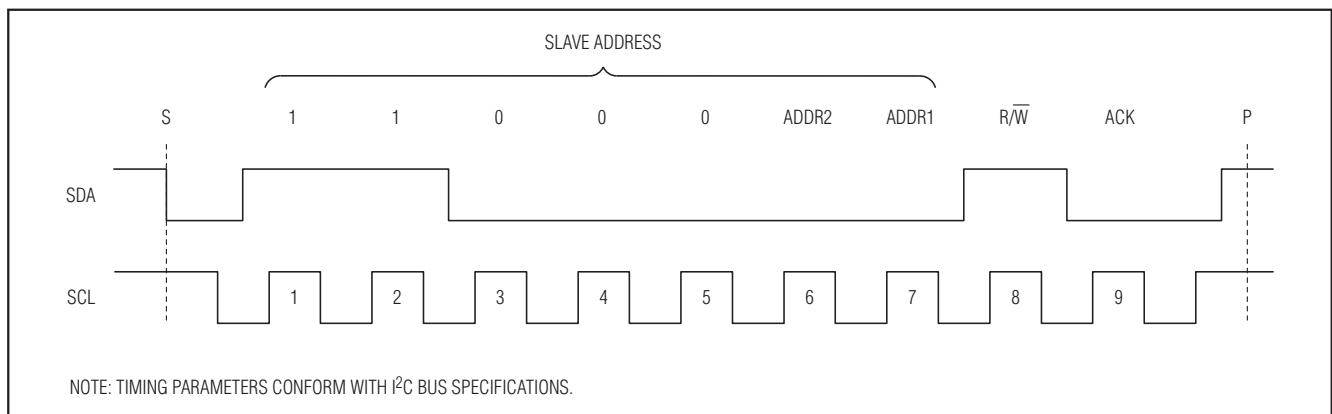 SLAVE ADDRESS
S 1 1 0 0 0 ADDR2 ADDR1 R/W̅ ACK P
SDA
SCL 1 2 3 4 5 6 7 8 9
NOTE: TIMING PARAMETERS CONFORM WITH I²C BUS SPECIFICATIONS.